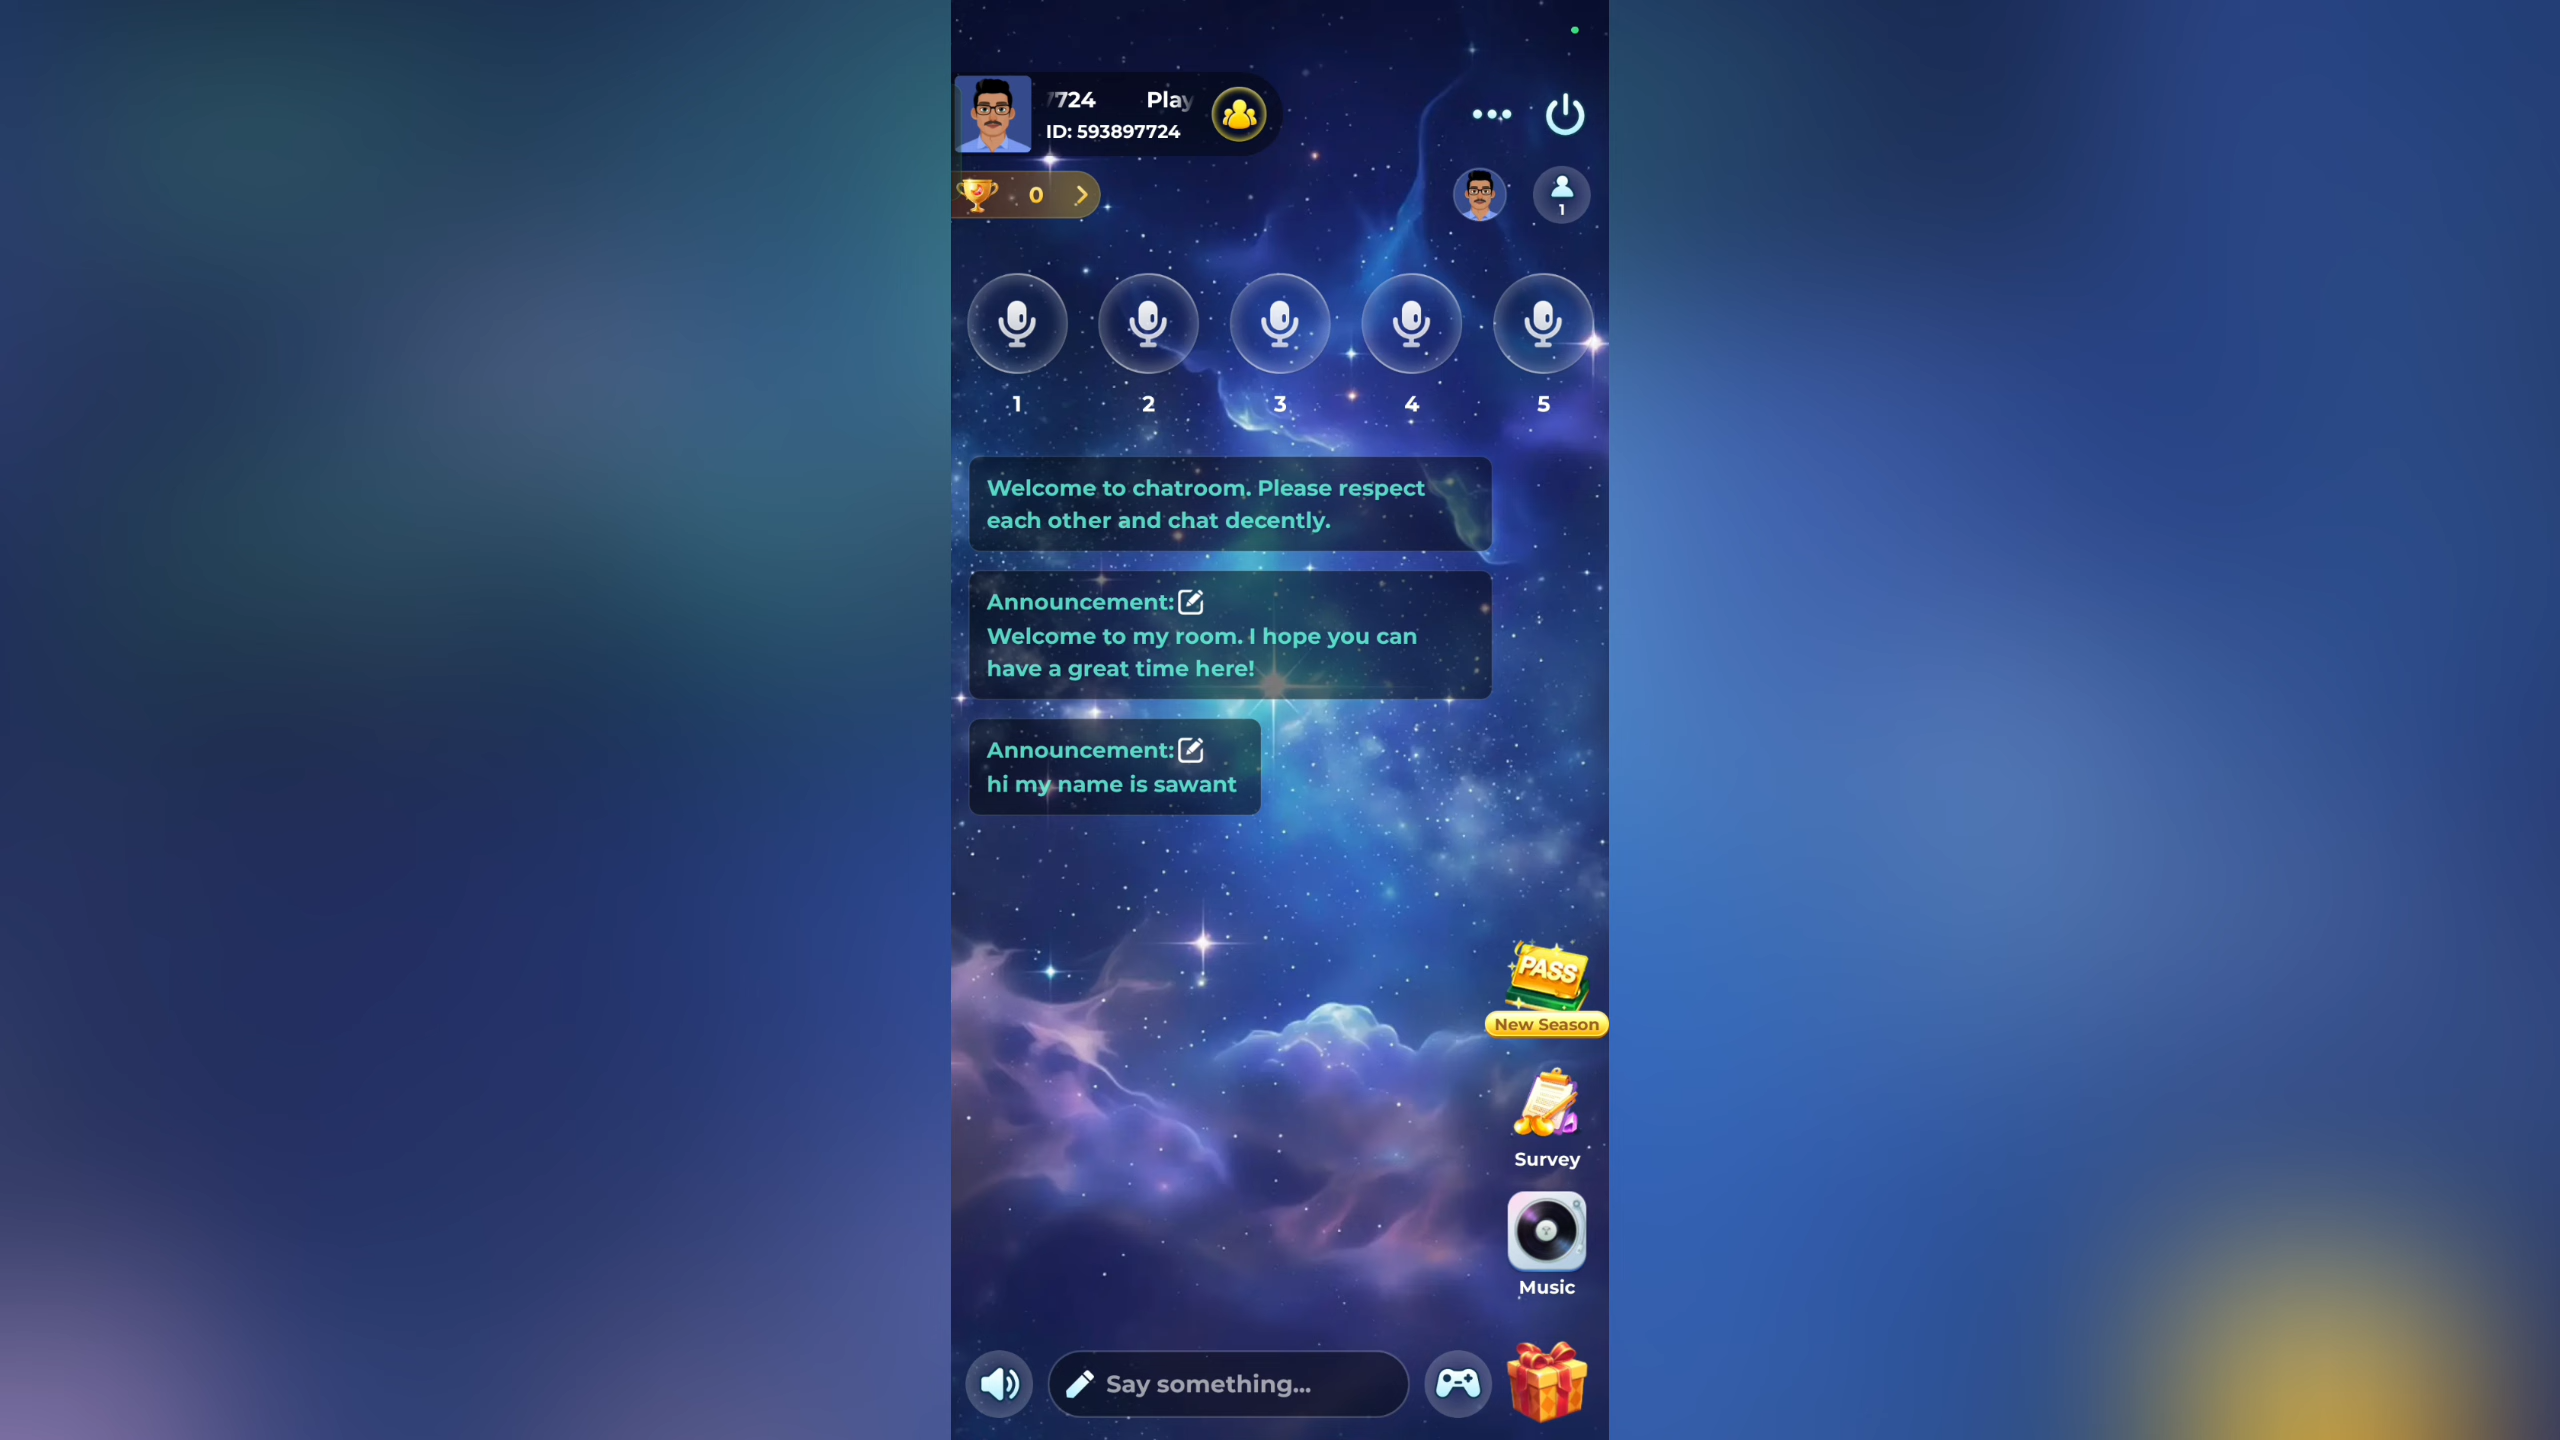 7724 Play
ID: 593897724
0
1
1
2
3
4
5
Welcome to chatroom. Please respect
each other and chat decently.
Announcement:
Welcome to my room. I hope you can
have a great time here!
Announcement:
hi my name is sawant
PASS
New Season
Survey
Music
Say something...